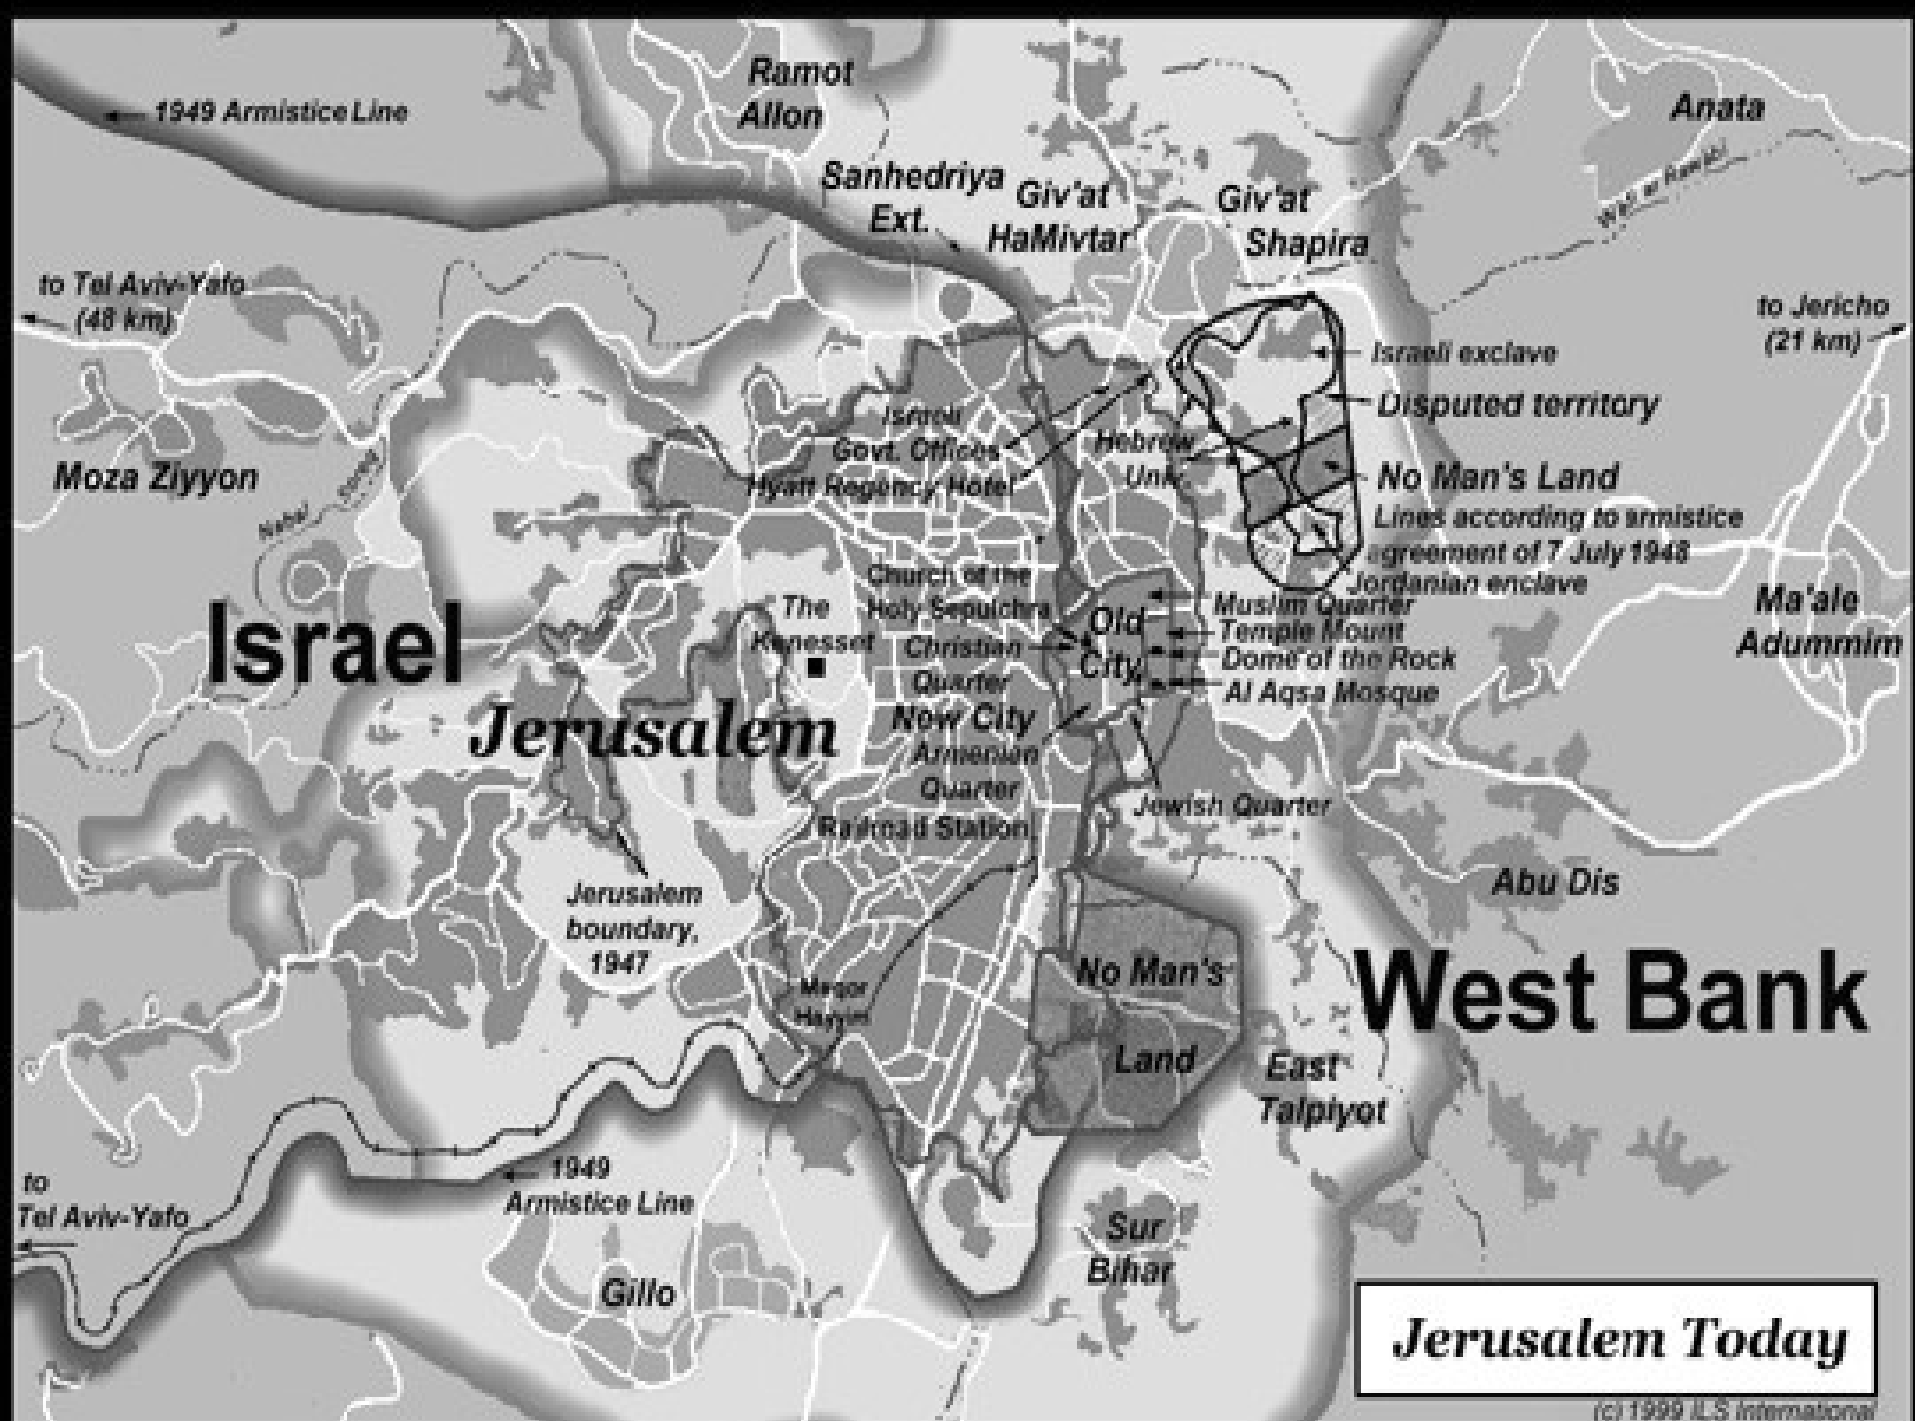 Ramot
Allon
1949 Armistice Line
Anata
Sanhedriya
Ext.
Giv'at
HaMivtar
Giv'at
Shapira
to Tel Aviv-Yafo
(48 km)
to Jericho
(21 km)
Israeli exclave
Disputed territory
Israeli
Govt. Offices
Hyatt Regency Hotel
Hebrew
Univ.
Moza Ziyyon
No Man's Land
Nahal
Lines according to armistice
agreement of 7 July 1948
Jordanian enclave
Church of the
Holy Sepulchra
The
Kenesset
Old
City
Muslim Quarter
Temple Mount
Dome of the Rock
Al Aqsa Mosque
Ma'ale
Adummim
Israel
Christian
Quarter
Jerusalem
New City
Armenian
Quarter
Jewish Quarter
Railroad Station
Jerusalem
boundary,
1947
Abu Dis
West Bank
No Man's
Land
Meqor
Hayyim
East
Talpiyot
1949
Armistice Line
to
Tel Aviv-Yafo
Sur
Bihar
Gillo
Jerusalem Today
(c) 1999 ILS International